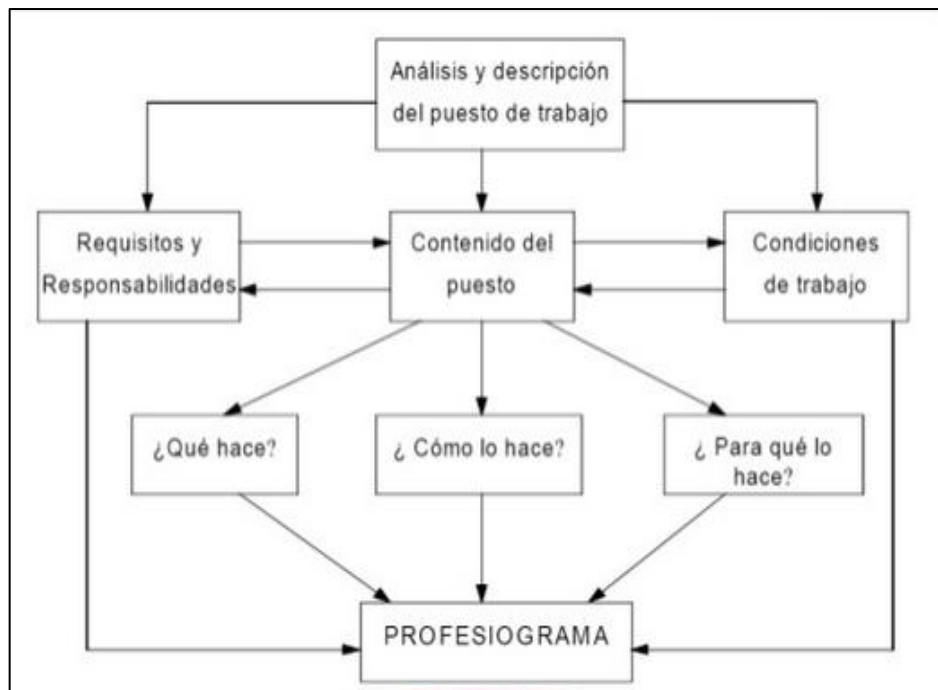 Análisis y descripción
del puesto de trabajo
Requisitos y
Responsabilidades
Contenido del
puesto
Condiciones
de trabajo
¿Qué hace?
¿ Cómo lo hace?
¿ Para qué lo
hace?
PROFESIOGRAMA